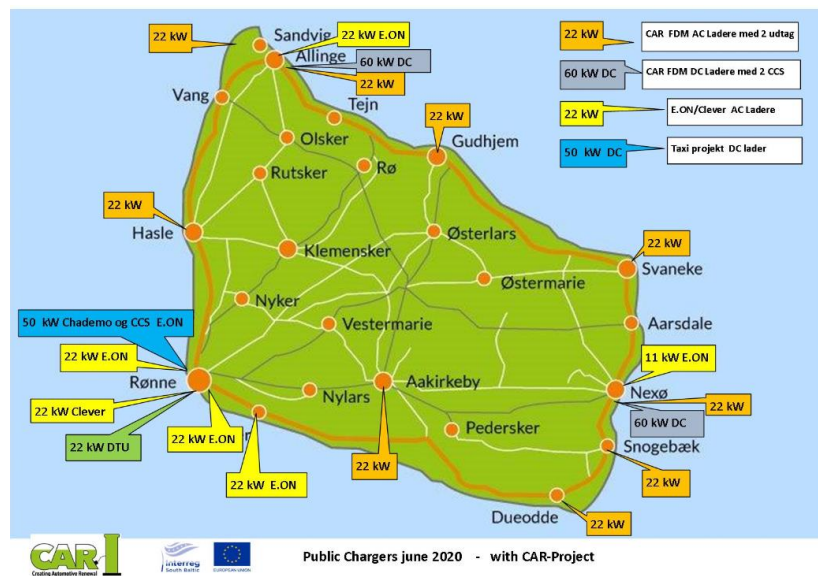 22 kW
Sandvig
22 kW E.ON
Allinge
60 kW DC
22 kW
Vang
Tejn
22 kW
Gudhjem
Olsker
Rø
Rutsker
22 kW
Hasle
Klemensker
Østerlars
22 kW
Svaneke
Østermarie
Nyker
50 kW Chademo og CCS E.ON
Vestermarie
Aarsdale
22 kW E.ON
11 kW E.ON
Rønne
Aakirkeby
Nexø
Nylars
22 kW
22 kW Clever
60 kW DC
22 kW E.ON
Pedersker
22 kW DTU
Snogebæk
22 kW
22 kW E.ON
22 kW
Dueodde
22 kW
22 kW
CAR FDM AC Ladere med 2 udtag
60 kW DC
CAR FDM DC Ladere med 2 CCS
22 kW
E.ON/Clever AC Ladere
50 kW DC
Taxi projekt DC lader
CAR
Creating Automotive Renewal
Interreg
South Baltic
EUROPEAN UNION
Public Chargers june 2020 - with CAR-Project